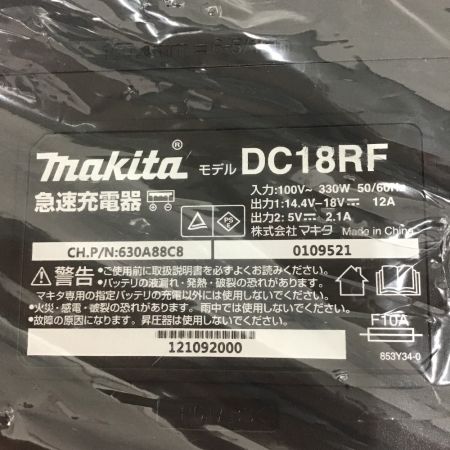 makita® モデル DC18RF
急速充電器
入力:100V~ 330W 50/60Hz
出力1:14.4V⎓18V⎓ 12A
出力2: 5V⎓ 2.1A
株式会社 マキタ Made in China
PS E
CH.P/N:630A88C8 0109521
警告
●ご使用前に取扱説明書を必ずよくお読みください。
●バッテリの液漏れ・発熱・破裂の恐れがありますので、
マキタ専用の指定バッテリの充電以外には使用しないでください。
●火災・感電・破裂の恐れがあります。雨中では使用しないでください。
●故障の原因になります。昇圧器は使用しないでください。
F10A
853Y34-0
121092000